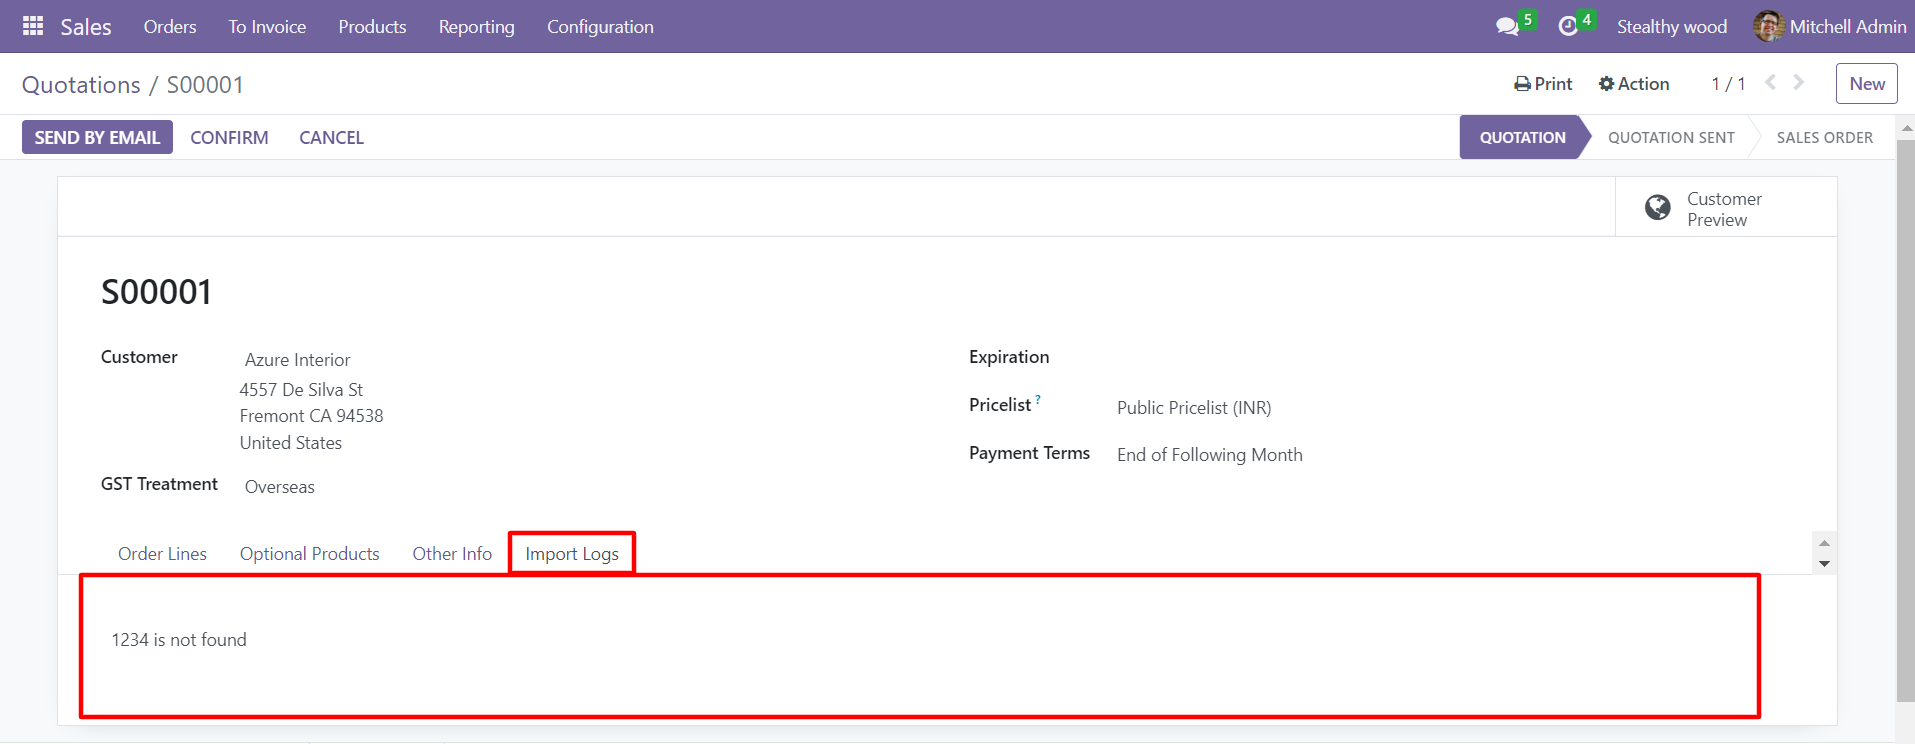 Sales Orders To Invoice Products Reporting Configuration 5 4 Stealthy wood Mitchell Admin
Quotations / S00001 Print Action 1 / 1 New
SEND BY EMAIL CONFIRM CANCEL QUOTATION QUOTATION SENT SALES ORDER
Customer
Preview
S00001
Customer Azure Interior
4557 De Silva St
Fremont CA 94538
United States
GST Treatment Overseas
Expiration
Pricelist ? Public Pricelist (INR)
Payment Terms End of Following Month
Order Lines Optional Products Other Info Import Logs
1234 is not found